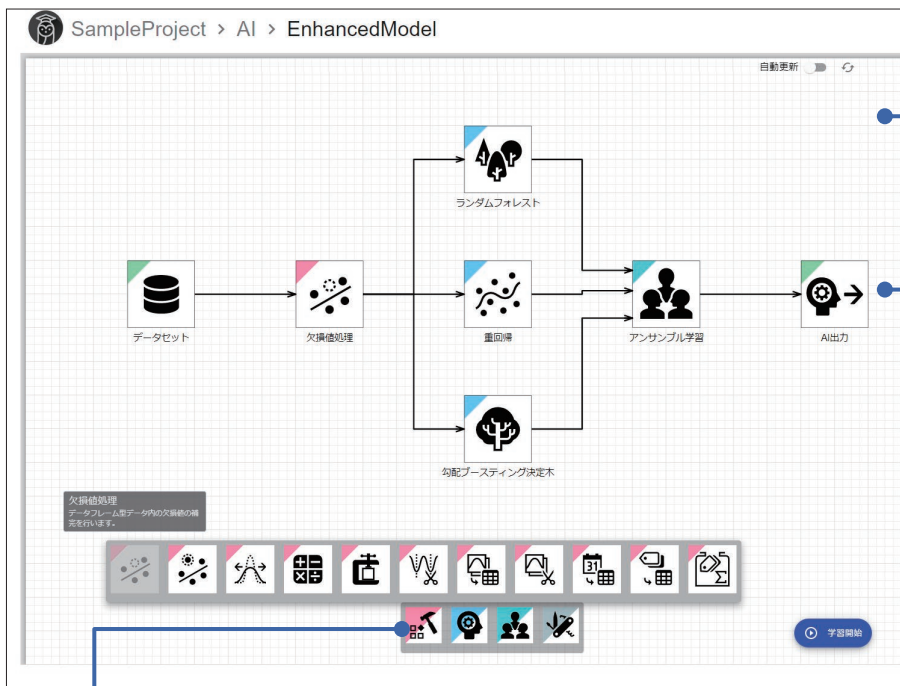 SampleProject > AI > EnhancedModel
自動更新
ランダムフォレスト
データセット
欠損値処理
重回帰
アンサンブル学習
AI出力
勾配ブースティング決定木
欠損値処理
データフレーム型データ内の欠損値の補
完を行います。
31
学習開始